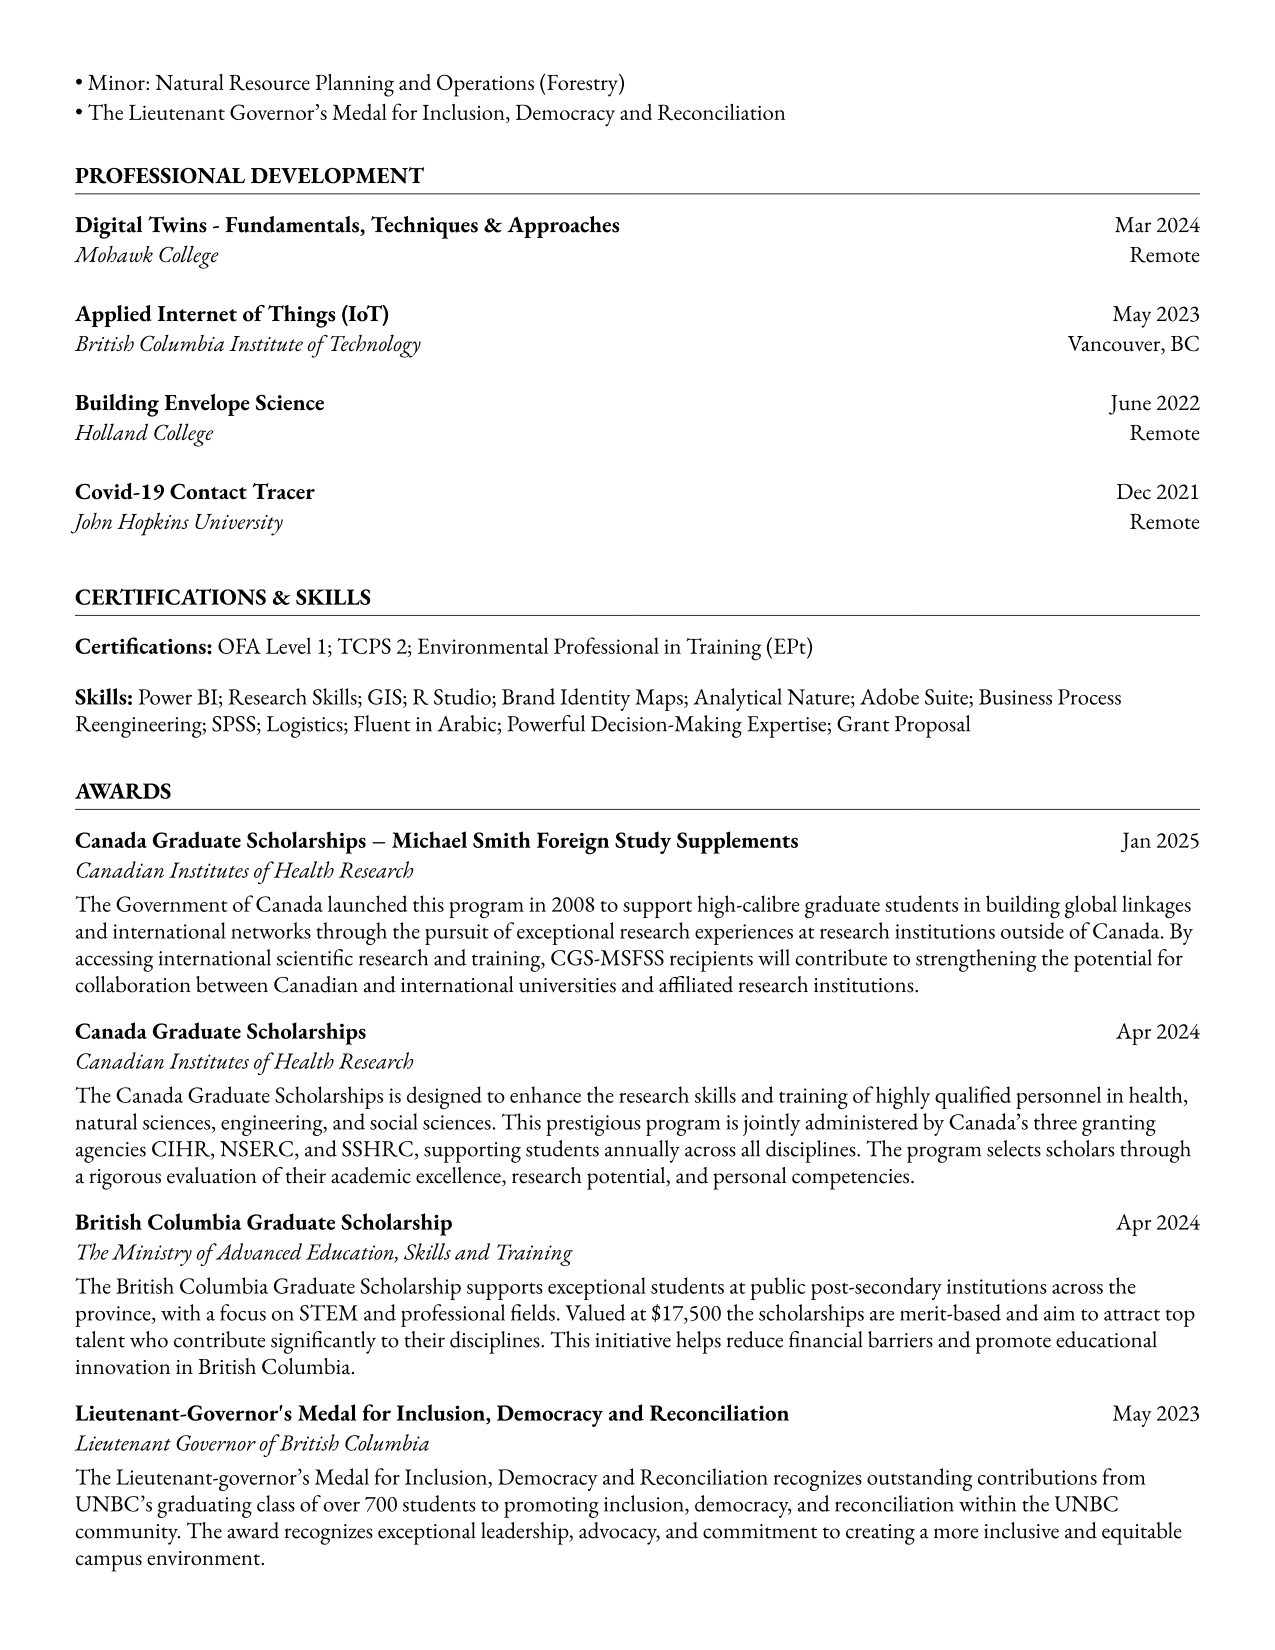 • Minor: Natural Resource Planning and Operations (Forestry)
• The Lieutenant Governor’s Medal for Inclusion, Democracy and Reconciliation
PROFESSIONAL DEVELOPMENT
Digital Twins - Fundamentals, Techniques & Approaches Mar 2024
Mohawk College Remote
Applied Internet of Things (IoT) May 2023
British Columbia Institute of Technology Vancouver, BC
Building Envelope Science June 2022
Holland College Remote
Covid-19 Contact Tracer Dec 2021
John Hopkins University Remote
CERTIFICATIONS & SKILLS
Certifications: OFA Level 1; TCPS 2; Environmental Professional in Training (EPt)
Skills: Power BI; Research Skills; GIS; R Studio; Brand Identity Maps; Analytical Nature; Adobe Suite; Business Process
Reengineering; SPSS; Logistics; Fluent in Arabic; Powerful Decision-Making Expertise; Grant Proposal
AWARDS
Canada Graduate Scholarships – Michael Smith Foreign Study Supplements Jan 2025
Canadian Institutes of Health Research
The Government of Canada launched this program in 2008 to support high-calibre graduate students in building global linkages
and international networks through the pursuit of exceptional research experiences at research institutions outside of Canada. By
accessing international scientific research and training, CGS-MSFSS recipients will contribute to strengthening the potential for
collaboration between Canadian and international universities and affiliated research institutions.
Canada Graduate Scholarships Apr 2024
Canadian Institutes of Health Research
The Canada Graduate Scholarships is designed to enhance the research skills and training of highly qualified personnel in health,
natural sciences, engineering, and social sciences. This prestigious program is jointly administered by Canada’s three granting
agencies CIHR, NSERC, and SSHRC, supporting students annually across all disciplines. The program selects scholars through
a rigorous evaluation of their academic excellence, research potential, and personal competencies.
British Columbia Graduate Scholarship Apr 2024
The Ministry of Advanced Education, Skills and Training
The British Columbia Graduate Scholarship supports exceptional students at public post-secondary institutions across the
province, with a focus on STEM and professional fields. Valued at $17,500 the scholarships are merit-based and aim to attract top
talent who contribute significantly to their disciplines. This initiative helps reduce financial barriers and promote educational
innovation in British Columbia.
Lieutenant-Governor's Medal for Inclusion, Democracy and Reconciliation May 2023
Lieutenant Governor of British Columbia
The Lieutenant-governor’s Medal for Inclusion, Democracy and Reconciliation recognizes outstanding contributions from
UNBC’s graduating class of over 700 students to promoting inclusion, democracy, and reconciliation within the UNBC
community. The award recognizes exceptional leadership, advocacy, and commitment to creating a more inclusive and equitable
campus environment.